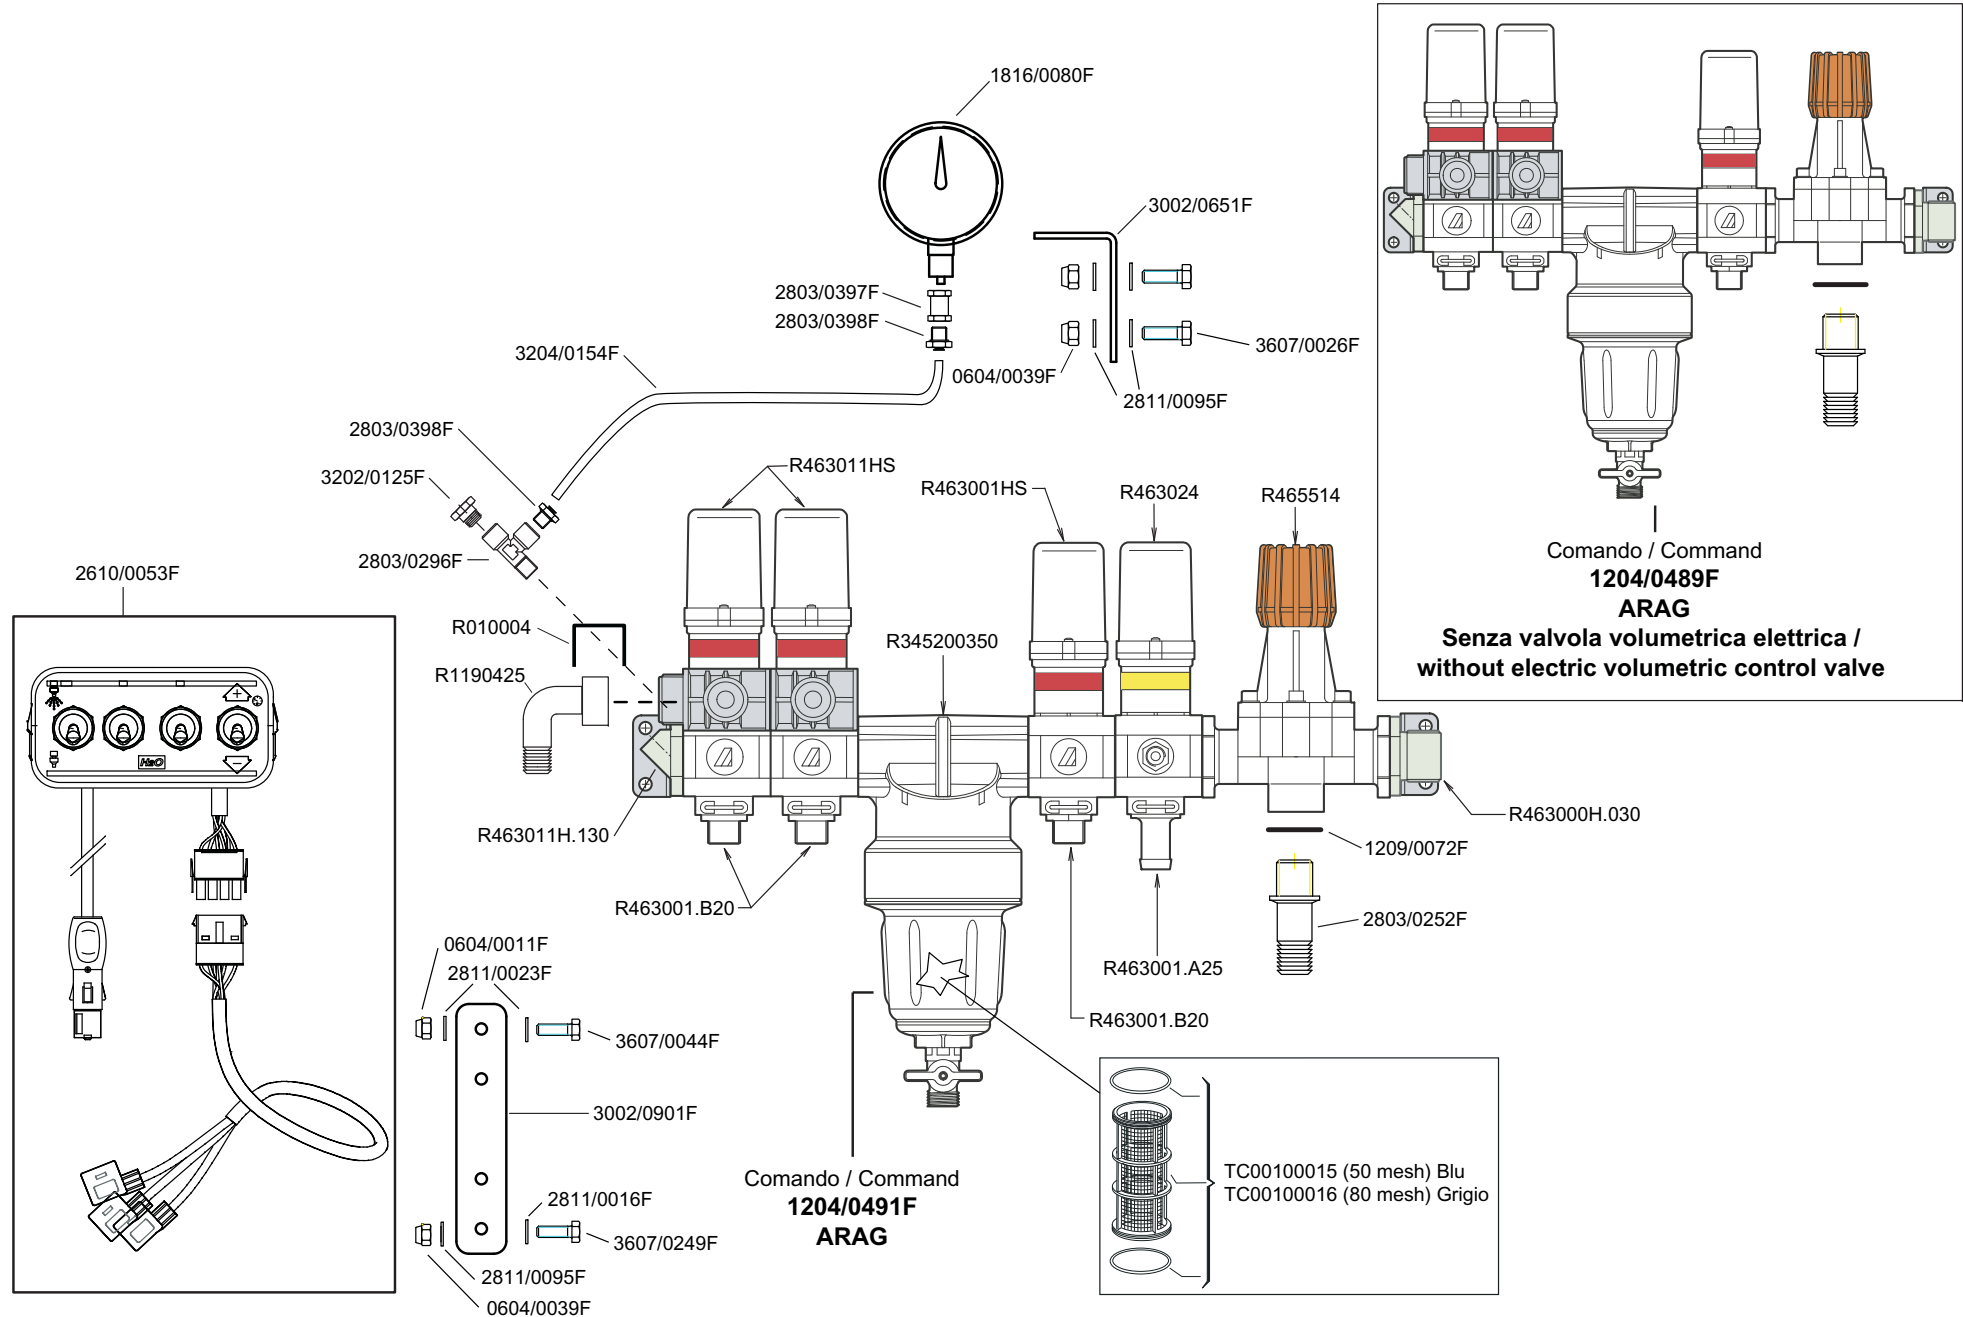 1816/0080F
3002/0651F
2803/0397F
2803/0398F
3204/0154F
3607/0026F
0604/0039F
2811/0095F
2803/0398F
3202/0125F
R463011HS
R463001HS
R463024
R465514
2803/0296F
2610/0053F
R010004
R1190425
R345200350
Comando / Command
1204/0489F
ARAG
Senza valvola volumetrica elettrica /
without electric volumetric control valve
H2O
R463011H.130
R463000H.030
1209/0072F
R463001.B20
2803/0252F
0604/0011F
2811/0023F
R463001.A25
R463001.B20
3607/0044F
3002/0901F
Comando / Command
1204/0491F
ARAG
TC00100015 (50 mesh) Blu
TC00100016 (80 mesh) Grigio
2811/0016F
3607/0249F
2811/0095F
0604/0039F